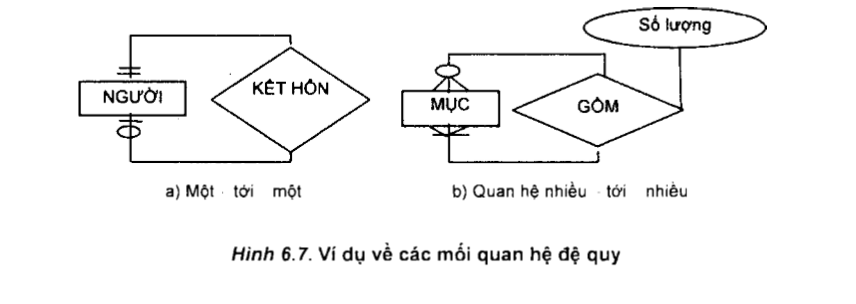 Số lượng
NGƯỜI
KẾT HÔN
MỤC
GỒM
a) Một tới một
b) Quan hệ nhiều tới nhiều
Hình 6.7. Ví dụ về các mối quan hệ đệ quy